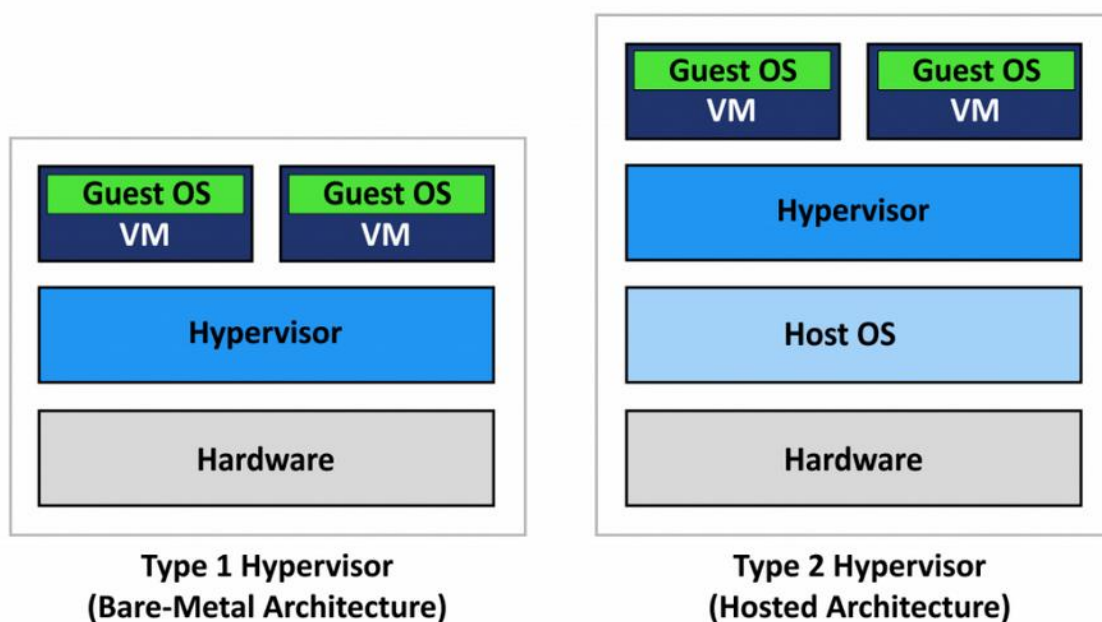 Guest OS
VM
Guest OS
VM
Hypervisor
Hardware
Type 1 Hypervisor
(Bare-Metal Architecture)
Guest OS
VM
Guest OS
VM
Hypervisor
Host OS
Hardware
Type 2 Hypervisor
(Hosted Architecture)